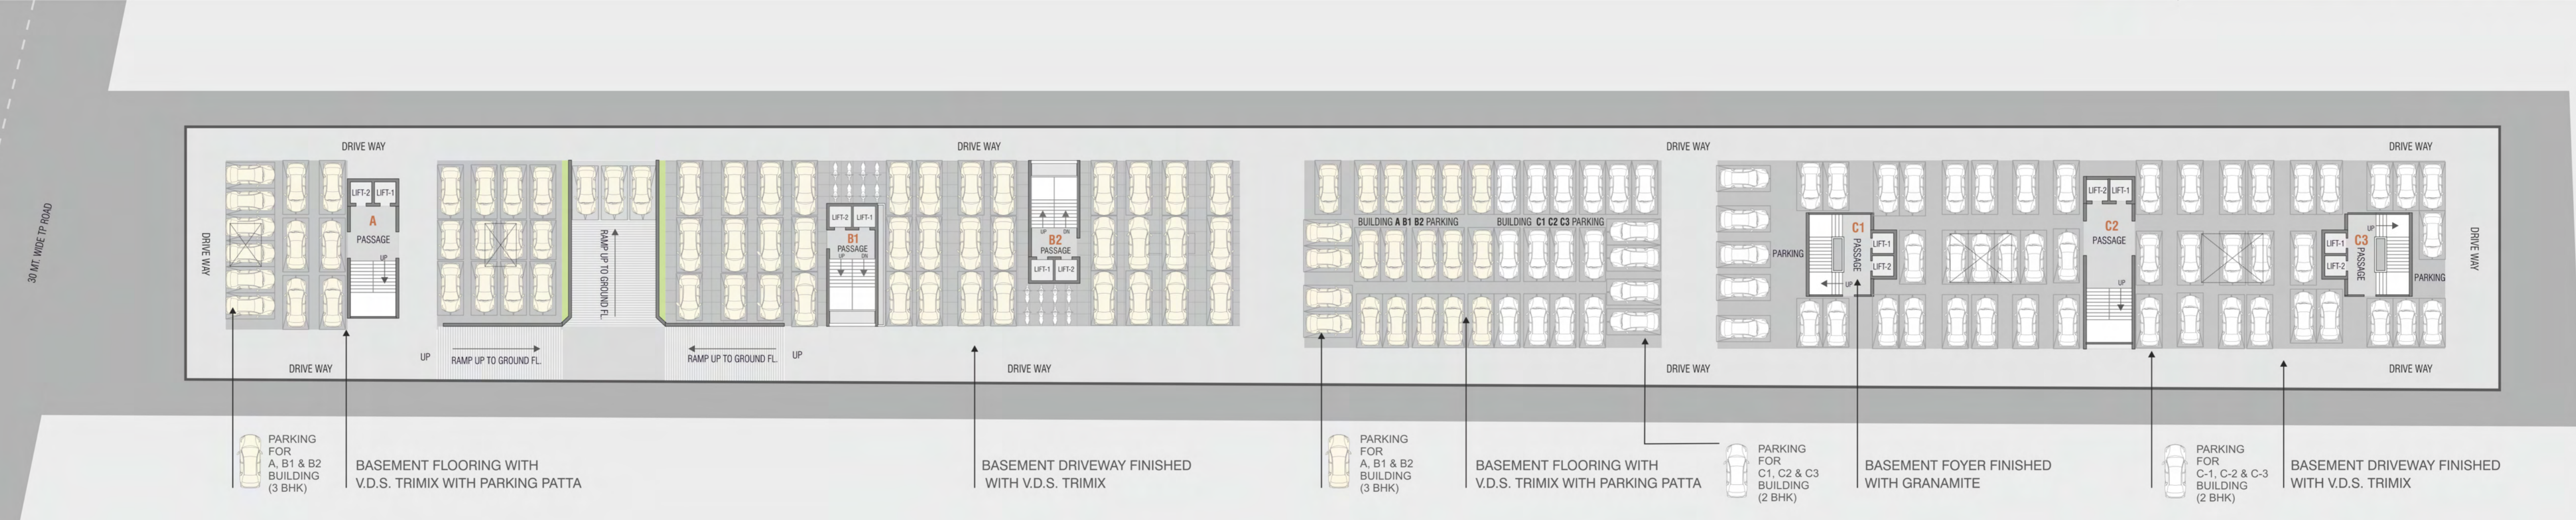 30 MT. WIDE TP ROAD
DRIVE WAY
DRIVE WAY
DRIVE WAY
DRIVE WAY
DRIVE WAY
LIFT-2 LIFT-1
A
PASSAGE
UP
RAMP UP TO GROUND FL.
LIFT-2 LIFT-1
B1
PASSAGE
UP DN
UP DN
B2
PASSAGE
LIFT-1 LIFT-2
BUILDING A B1 B2 PARKING
BUILDING C1 C2 C3 PARKING
PARKING
C1
PASSAGE
LIFT-1
LIFT-2
UP
LIFT-2 LIFT-1
C2
PASSAGE
UP
LIFT-1
LIFT-2
C3
PASSAGE
UP
PARKING
DRIVE WAY
DRIVE WAY
UP
RAMP UP TO GROUND FL.
RAMP UP TO GROUND FL.
UP
DRIVE WAY
DRIVE WAY
DRIVE WAY
PARKING
FOR
A, B1 & B2
BUILDING
(3 BHK)
BASEMENT FLOORING WITH
V.D.S. TRIMIX WITH PARKING PATTA
BASEMENT DRIVEWAY FINISHED
WITH V.D.S. TRIMIX
PARKING
FOR
A, B1 & B2
BUILDING
(3 BHK)
BASEMENT FLOORING WITH
V.D.S. TRIMIX WITH PARKING PATTA
PARKING
FOR
C1, C2 & C3
BUILDING
(2 BHK)
BASEMENT FOYER FINISHED
WITH GRANAMITE
PARKING
FOR
C-1, C-2 & C-3
BUILDING
(2 BHK)
BASEMENT DRIVEWAY FINISHED
WITH V.D.S. TRIMIX